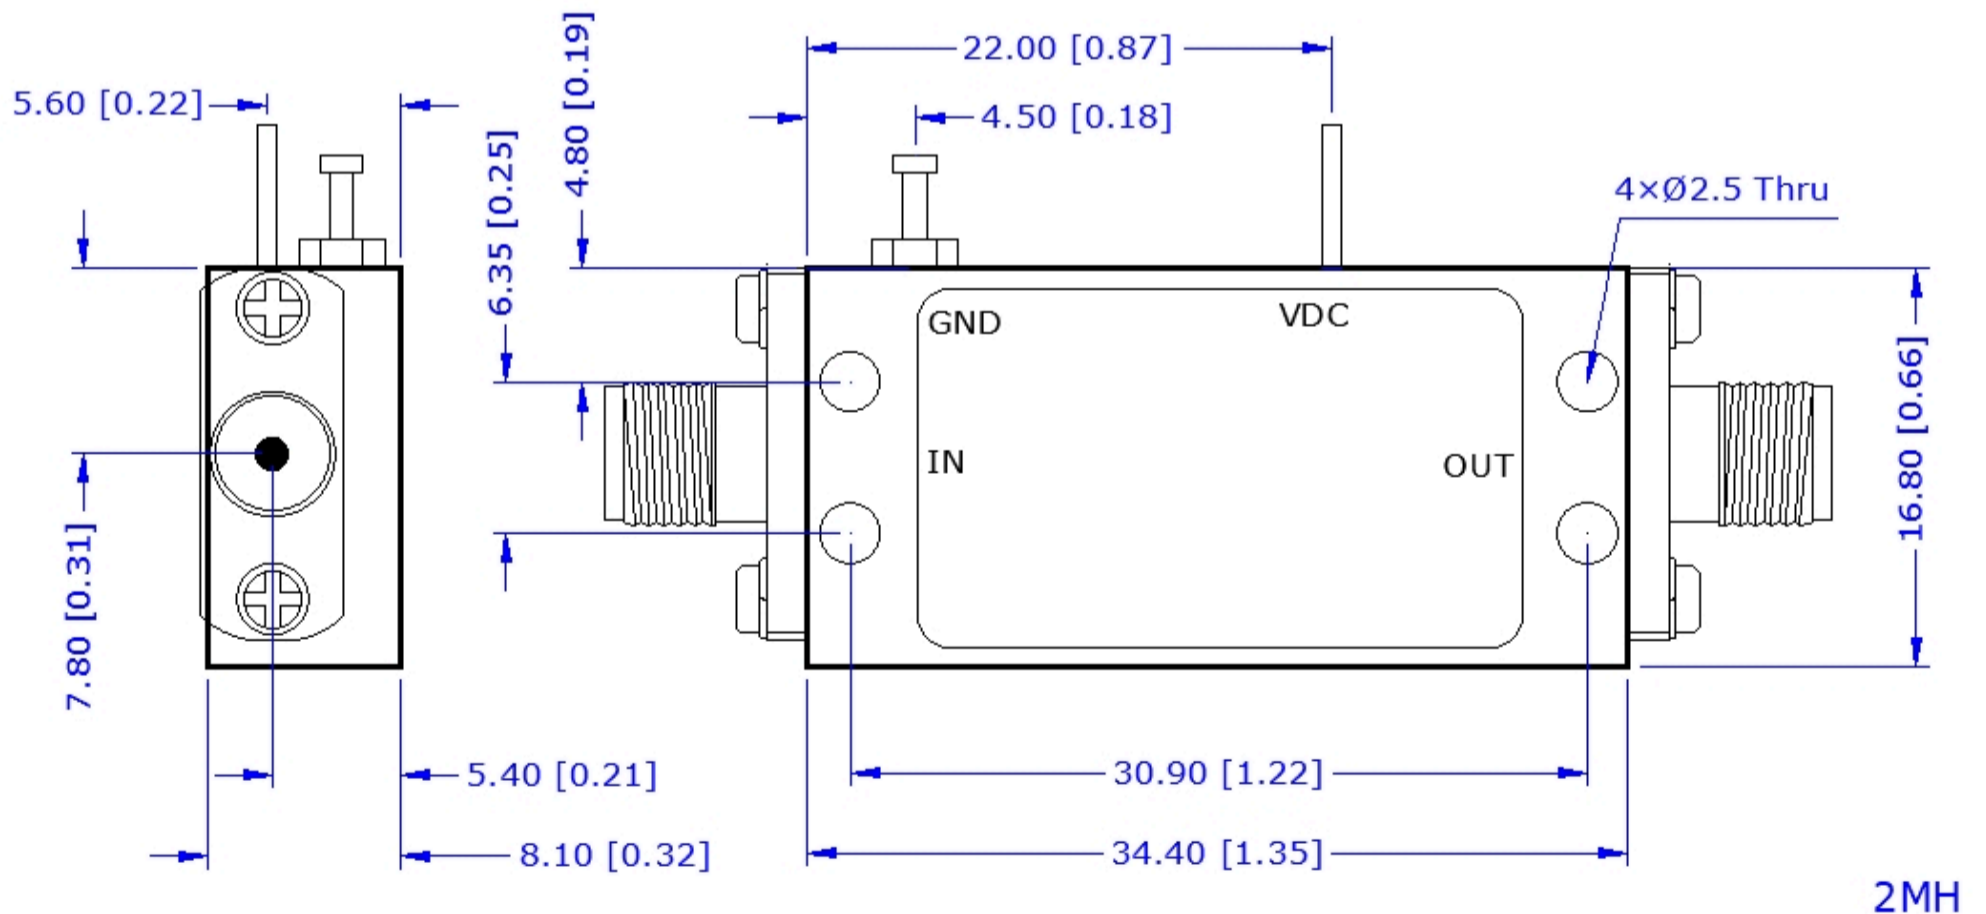 22.00 [0.87]
5.60 [0.22]
4.80 [0.19]
4.50 [0.18]
6.35 [0.25]
4×Ø2.5 Thru
GND
VDC
IN
OUT
16.80 [0.66]
7.80 [0.31]
5.40 [0.21]
30.90 [1.22]
8.10 [0.32]
34.40 [1.35]
2MH